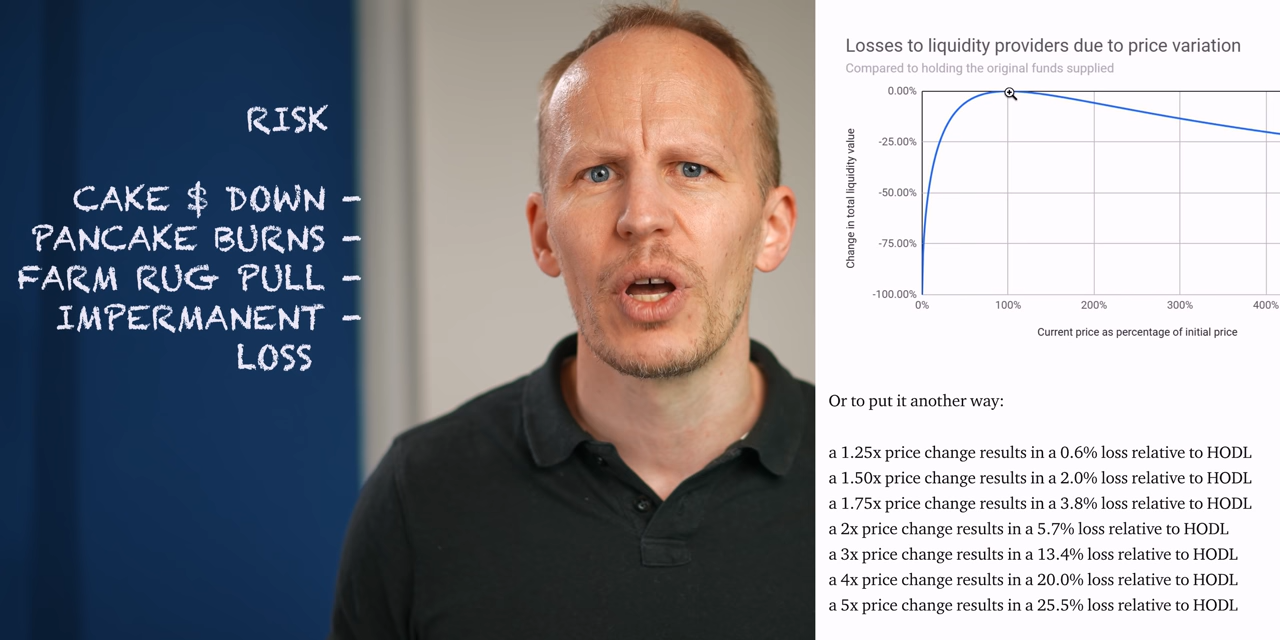 RISK
CAKE $ DOWN -
PANCAKE BURNS -
FARM RUG PULL -
IMPERMANENT -
LOSS
Losses to liquidity providers due to price variation
Compared to holding the original funds supplied
Change in total liquidity value
0.00%
-25.00%
-50.00%
-75.00%
-100.00%
0% 100% 200% 300% 400%
Current price as percentage of initial price
Or to put it another way:
a 1.25x price change results in a 0.6% loss relative to HODL
a 1.50x price change results in a 2.0% loss relative to HODL
a 1.75x price change results in a 3.8% loss relative to HODL
a 2x price change results in a 5.7% loss relative to HODL
a 3x price change results in a 13.4% loss relative to HODL
a 4x price change results in a 20.0% loss relative to HODL
a 5x price change results in a 25.5% loss relative to HODL